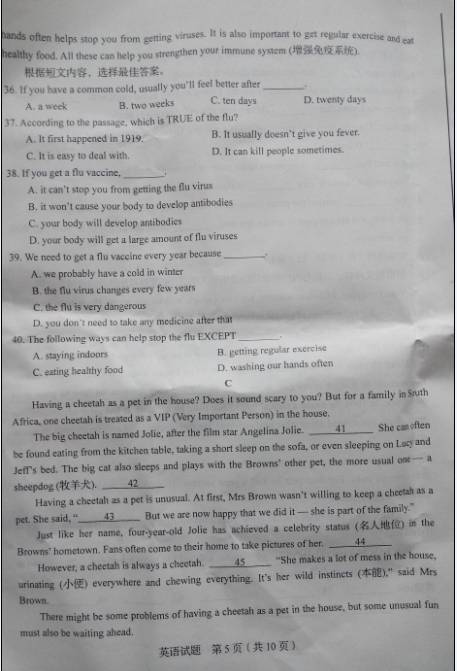 hands often helps stop you from getting viruses. It is also important to get regular exercise and eat
healthy food. All these can help you strengthen your immune system (增强免疫系统).
根据短文内容，选择最佳答案。
36. If you have a common cold, usually you'll feel better after ________.
A. a week B. two weeks C. ten days D. twenty days
37. According to the passage, which is TRUE of the flu?
A. It first happened in 1919. B. It usually doesn't give you fever.
C. It is easy to deal with. D. It can kill people sometimes.
38. If you get a flu vaccine, ________.
A. it can't stop you from getting the flu virus
B. it won't cause your body to develop antibodies
C. your body will develop antibodies
D. your body will get a large amount of flu viruses
39. We need to get a flu vaccine every year because ________.
A. we probably have a cold in winter
B. the flu virus changes every few years
C. the flu is very dangerous
D. you don't need to take any medicine after that
40. The following ways can help stop the flu EXCEPT ________.
A. staying indoors B. getting regular exercise
C. eating healthy food D. washing our hands often
C
Having a cheetah as a pet in the house? Does it sound scary to you? But for a family in South
Africa, one cheetah is treated as a VIP (Very Important Person) in the house.
The big cheetah is named Jolie, after the film star Angelina Jolie. ____41____ She can often
be found eating from the kitchen table, taking a short sleep on the sofa, or even sleeping on Lucy and
Jeff's bed. The big cat also sleeps and plays with the Browns' other pet, the more usual one — a
sheepdog (牧羊犬). ____42____
Having a cheetah as a pet is unusual. At first, Mrs Brown wasn't willing to keep a cheetah as a
pet. She said, "____43____ But we are now happy that we did it — she is part of the family."
Just like her name, four-year-old Jolie has achieved a celebrity status (名人地位) in the
Browns' hometown. Fans often come to their home to take pictures of her. ____44____
However, a cheetah is always a cheetah. ____45____ "She makes a lot of mess in the house,
urinating (小便) everywhere and chewing everything. It's her wild instincts (本能)," said Mrs
Brown.
There might be some problems of having a cheetah as a pet in the house, but some unusual fun
must also be waiting ahead.
英语试题 第 5 页 ( 共 10 页 )